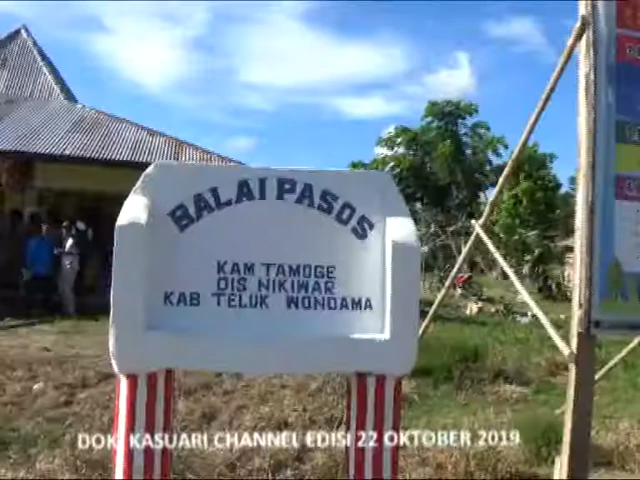 BALAI PASOS
KAM TAMOGE
DIS NIKIWAR
KAB TELUK WONDAMA
DOK KASUARI CHANNEL EDISI 22 OKTOBER 2019